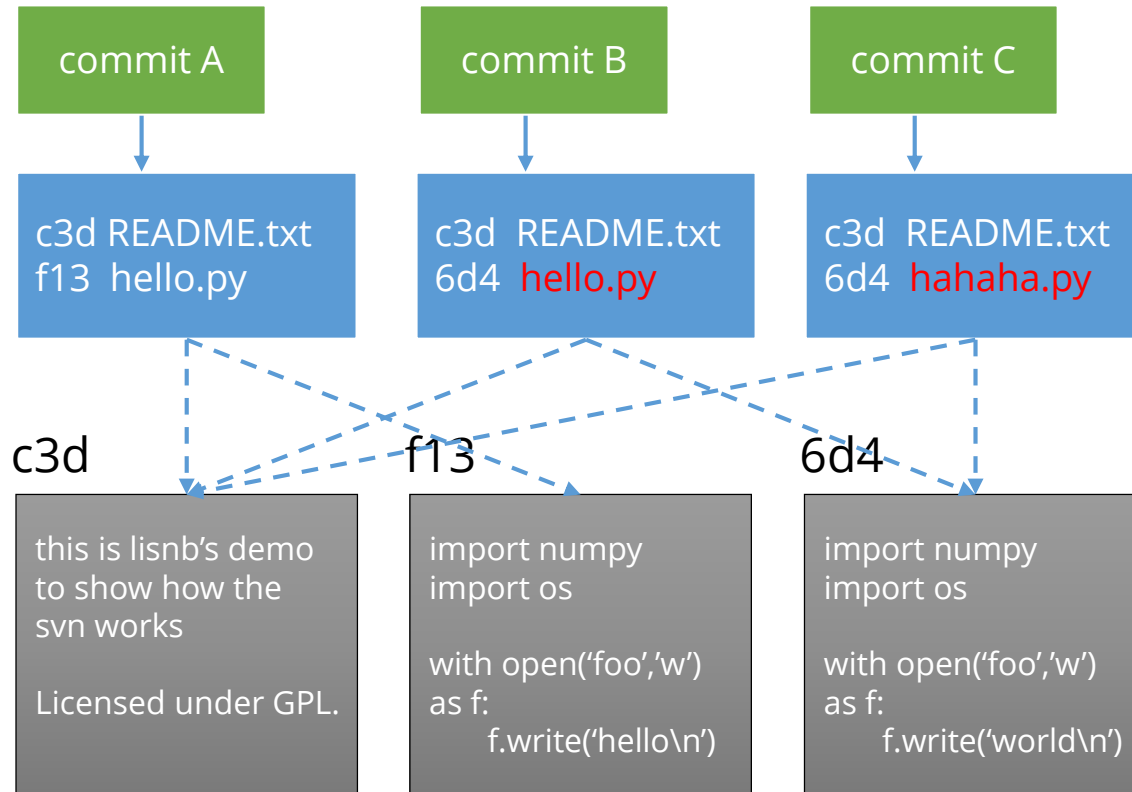 commit A
commit B
commit C
c3d README.txt
f13 hello.py
c3d README.txt
6d4 hello.py
c3d README.txt
6d4 hahaha.py
c3d
f13
6d4
this is lisnb’s demo
to show how the
svn works
Licensed under GPL.
import numpy
import os
with open(‘foo’,’w’)
as f:
f.write(‘hello\n’)
import numpy
import os
with open(‘foo’,’w’)
as f:
f.write(‘world\n’)